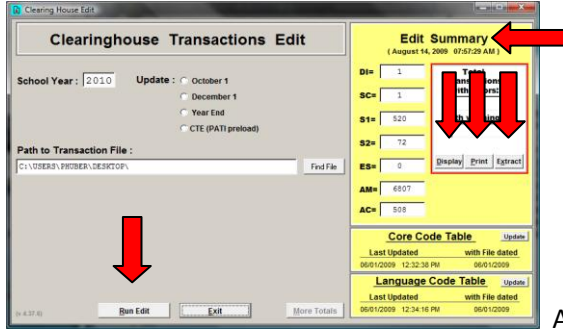 Clearing House Edit
Clearinghouse Transactions Edit
School Year : 2010
Update : October 1
December 1
Year End
CTE (PATI preload)
Path to Transaction File :
C:\USERS\PHUBER\DESKTOP\
Find File
Run Edit
Exit
More Totals
(v 4.37.6)
Edit Summary
( August 14, 2009 07:57:29 AM )
DI= 1
SC= 1
S1= 520
S2= 72
ES= 0
AM= 6807
AC= 508
Total
Display Print Extract
Core Code Table Update
Last Updated with File dated
06/01/2009 12:32:38 PM 06/01/2009
Language Code Table Update
Last Updated with File dated
06/01/2009 12:34:16 PM 06/01/2009
A